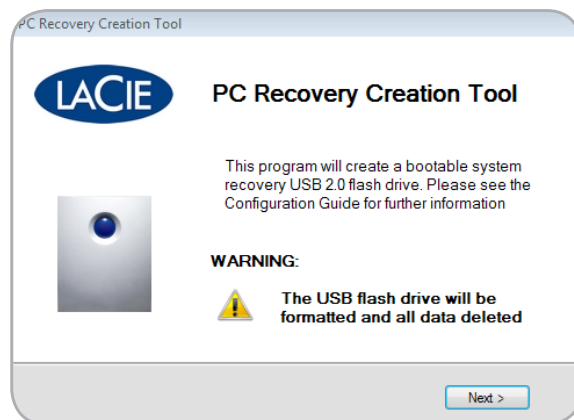 PC Recovery Creation Tool
LACIE
PC Recovery Creation Tool
This program will create a bootable system
recovery USB 2.0 flash drive. Please see the
Configuration Guide for further information
WARNING:
The USB flash drive will be
formatted and all data deleted
Next >